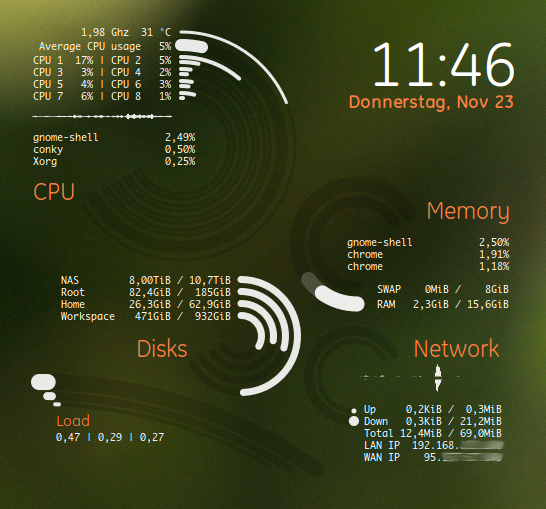 1,98 Ghz 31 °C
Average CPU usage 5%
CPU 1 17% | CPU 2 5%
CPU 3 3% | CPU 4 2%
CPU 5 4% | CPU 6 3%
CPU 7 6% | CPU 8 1%
gnome-shell 2,49%
conky 0,50%
Xorg 0,25%
CPU
11:46
Donnerstag, Nov 23
Memory
gnome-shell 2,50%
chrome 1,91%
chrome 1,18%
SWAP 0MiB / 8GiB
RAM 2,3GiB / 15,6GiB
NAS 8,00TiB / 10,7TiB
Root 82,4GiB / 185GiB
Home 26,3GiB / 62,9GiB
Workspace 471GiB / 932GiB
Disks
Network
Up 0,2KiB / 0,3MiB
Down 0,3KiB / 21,2MiB
Total 12,4MiB / 69,0MiB
LAN IP 192.168.
WAN IP 95.
Load
0,47 | 0,29 | 0,27